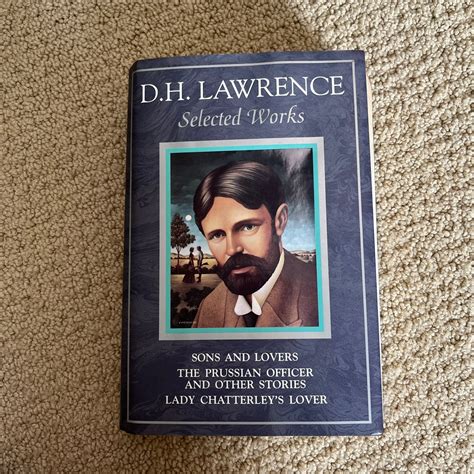 D.H. LAWRENCE
Selected Works
SONS AND LOVERS
THE PRUSSIAN OFFICER
AND OTHER STORIES
LADY CHATTERLEY'S LOVER